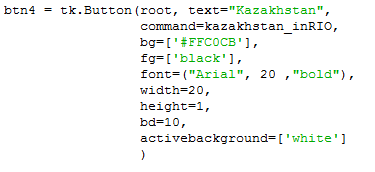 btn4 = tk.Button(root, text="Kazakhstan",
command=kazakhstan_inRIO,
bg=['#FFC0CB'],
fg=['black'],
font=("Arial", 20 ,"bold"),
width=20,
height=1,
bd=10,
activebackground=['white']
)